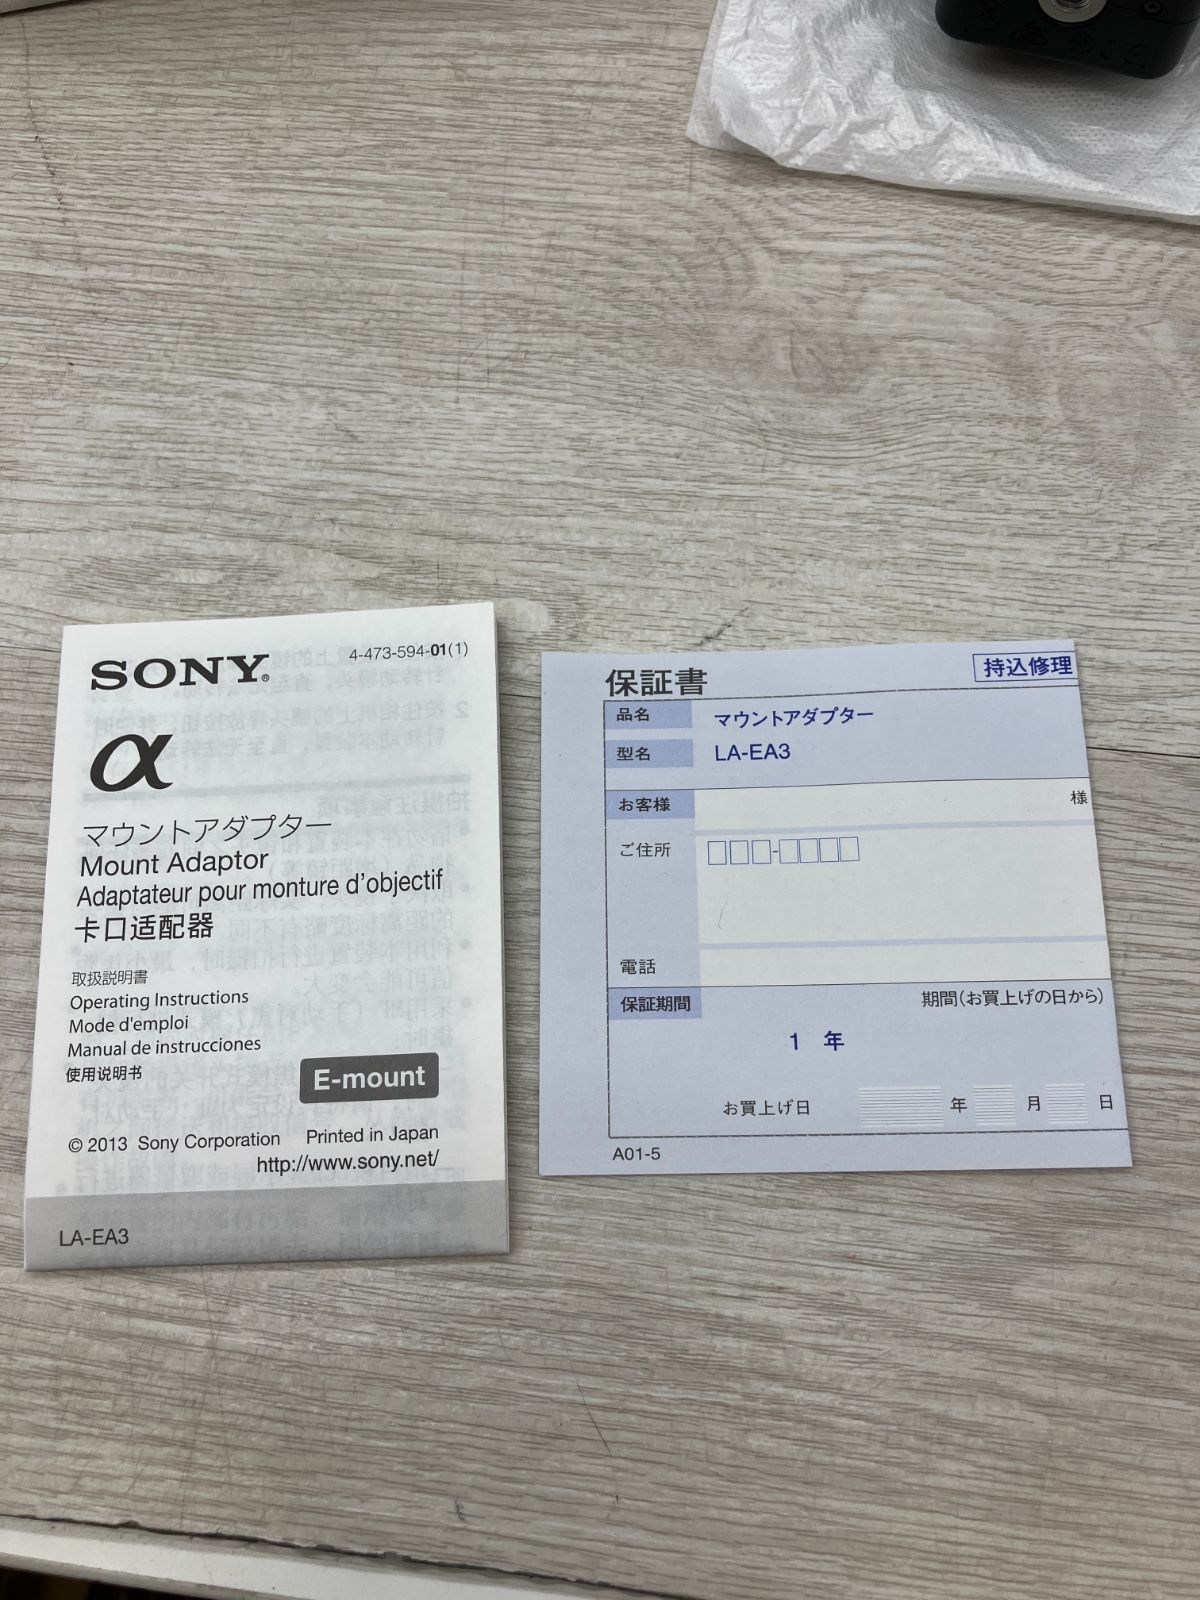 SONY®
4-473-594-01(1)
α
マウントアダプター
Mount Adaptor
Adaptateur pour monture d'objectif
卡口适配器
取扱説明書
Operating Instructions
Mode d'emploi
Manual de instrucciones
使用说明书
E-mount
© 2013 Sony Corporation Printed in Japan
http://www.sony.net/
LA-EA3
保証書
持込修理
品名 マウントアダプター
型名 LA-EA3
お客様 様
ご住所
電話
保証期間 期間(お買上げの日から)
1 年
お買上げ日 年 月 日
A01-5